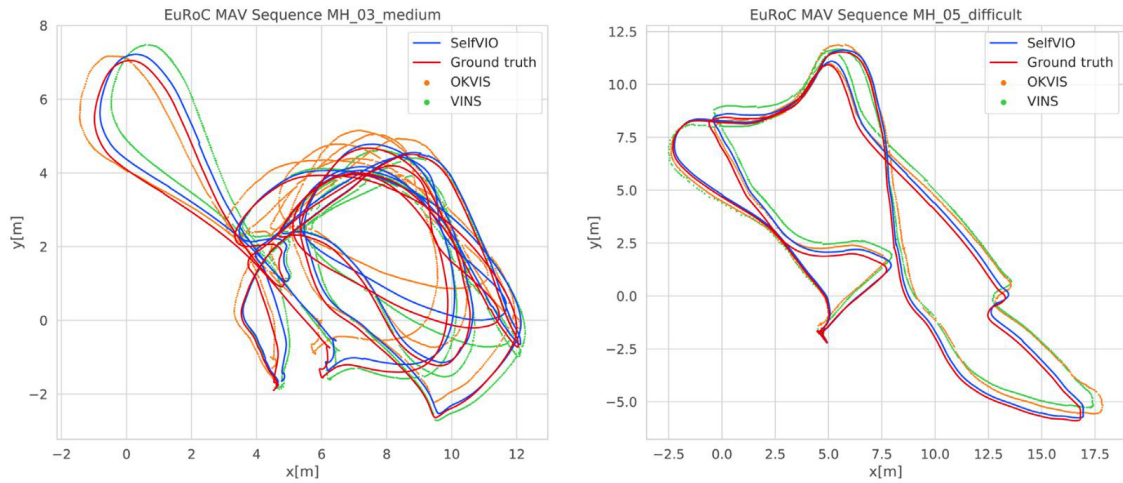 EuRoC MAV Sequence MH_03_medium
8
6
4
2
0
−2
y[m]
−2
0
2
4
6
8
10
12
x[m]
SelfVIO
Ground truth
OKVIS
VINS
EuRoC MAV Sequence MH_05_difficult
12.5
10.0
7.5
5.0
2.5
0.0
−2.5
−5.0
y[m]
−2.5
0.0
2.5
5.0
7.5
10.0
12.5
15.0
17.5
x[m]
SelfVIO
Ground truth
OKVIS
VINS